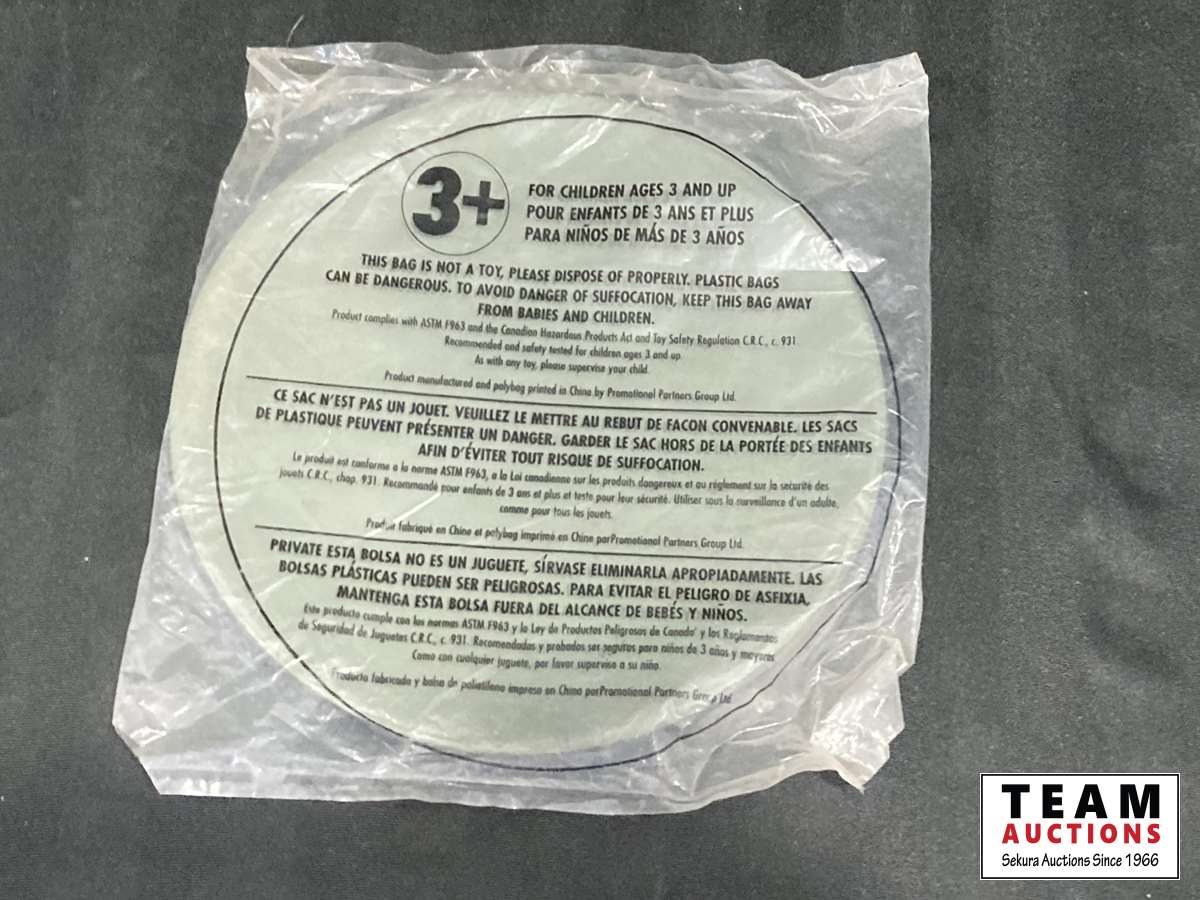 3+
FOR CHILDREN AGES 3 AND UP
POUR ENFANTS DE 3 ANS ET PLUS
PARA NIÑOS DE MÁS DE 3 AÑOS
THIS BAG IS NOT A TOY, PLEASE DISPOSE OF PROPERLY. PLASTIC BAGS
CAN BE DANGEROUS. TO AVOID DANGER OF SUFFOCATION, KEEP THIS BAG AWAY
FROM BABIES AND CHILDREN.
Product complies with ASTM F963 and the Canadian Hazardous Products Act and Toy Safety Regulation C.R.C., c. 931.
Recommended and safety tested for children ages 3 and up.
As with any toy, please supervise your child.
Product manufactured and polybag printed in China by Promotional Partners Group Ltd.
CE SAC N'EST PAS UN JOUET. VEUILLEZ LE METTRE AU REBUT DE FACON CONVENABLE. LES SACS
DE PLASTIQUE PEUVENT PRÉSENTER UN DANGER. GARDER LE SAC HORS DE LA PORTÉE DES ENFANTS
AFIN D'ÉVITER TOUT RISQUE DE SUFFOCATION.
Le produit est conforme a la norme ASTM F963, a la Loi canadienne sur les produits dangereux et au règlement sur la securité des
jouets C.R.C., chap. 931. Recommandé pour enfants de 3 ans et plus et teste pour leur sécurité. Utiliser sous la surveillance d'un adulte,
comme pour tous les jouets.
Produit fabriqué en Chine et polybag imprimé en Chine parPromotional Partners Group Ltd.
PRIVATE ESTA BOLSA NO ES UN JUGUETE, SÍRVASE ELIMINARLA APROPIADAMENTE. LAS
BOLSAS PLÁSTICAS PUEDEN SER PELIGROSAS. PARA EVITAR EL PELIGRO DE ASFIXIA,
MANTENGA ESTA BOLSA FUERA DEL ALCANCE DE BEBÉS Y NIÑOS.
Este producto cumple con las normas ASTM F963 y la Ley de Productos Peligrosos de Canada' y los Reglamentos
de Seguridad de Juguetes C.R.C., c. 931. Recomendadas y probados ser seguros para niños de 3 años y mayores
Como con cualquier juguete, por favor supervise a su niño.
Producto fabricada y bolsa de polietileno impresa en China parPromotional Partners Group Ltd.
TEAM
AUCTIONS
Sekura Auctions Since 1966